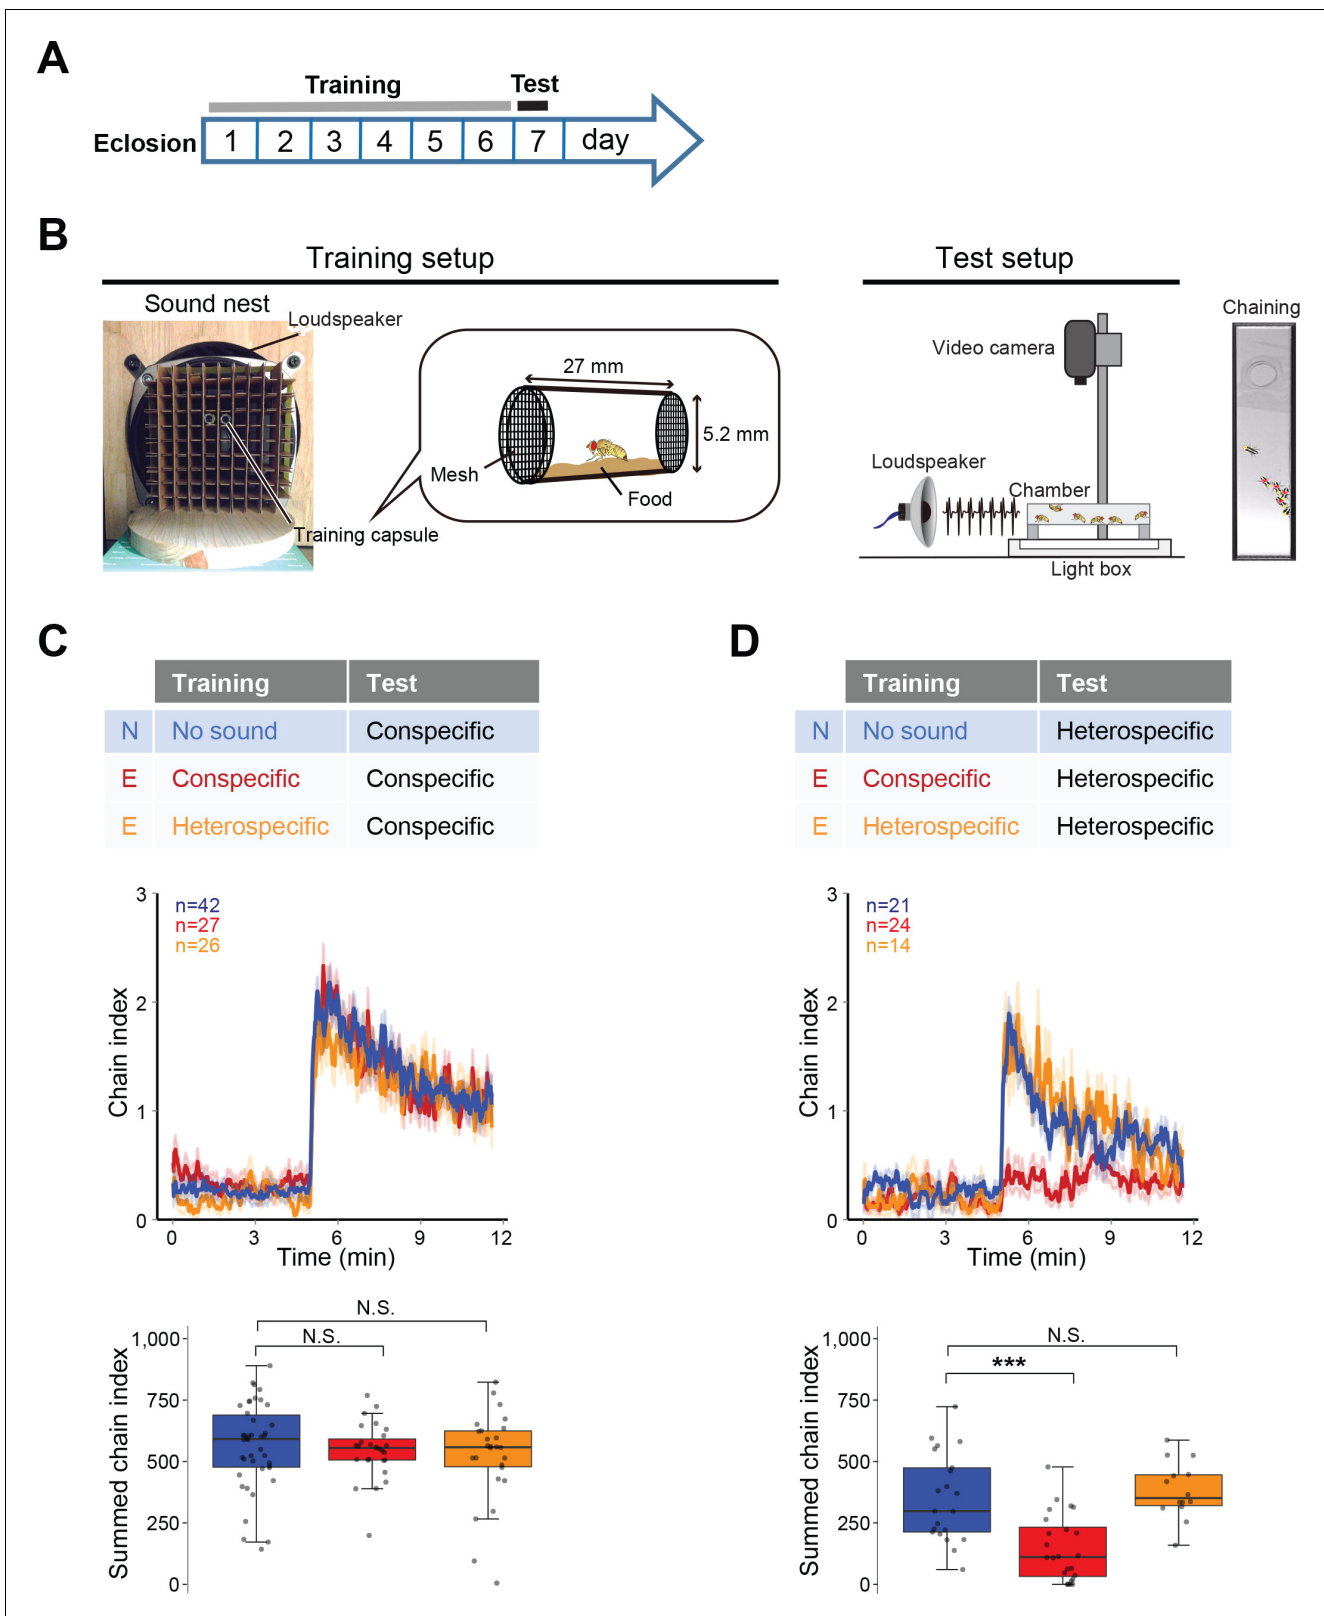 A
Training Test
Eclosion 1 2 3 4 5 6 7 day
B
Training setup
Sound nest
Loudspeaker
27 mm
5.2 mm
Mesh
Food
Training capsule
Test setup
Chaining
Video camera
Loudspeaker
Chamber
Light box
C
Training Test
N No sound Conspecific
E Conspecific Conspecific
E Heterospecific Conspecific
3
2
1
0
Chain index
n=42
n=27
n=26
0 3 6 9 12
Time (min)
N.S.
N.S.
1,000
750
500
250
0
Summed chain index
D
Training Test
N No sound Heterospecific
E Conspecific Heterospecific
E Heterospecific Heterospecific
3
2
1
0
Chain index
n=21
n=24
n=14
0 3 6 9 12
Time (min)
N.S.
***
1,000
750
500
250
0
Summed chain index